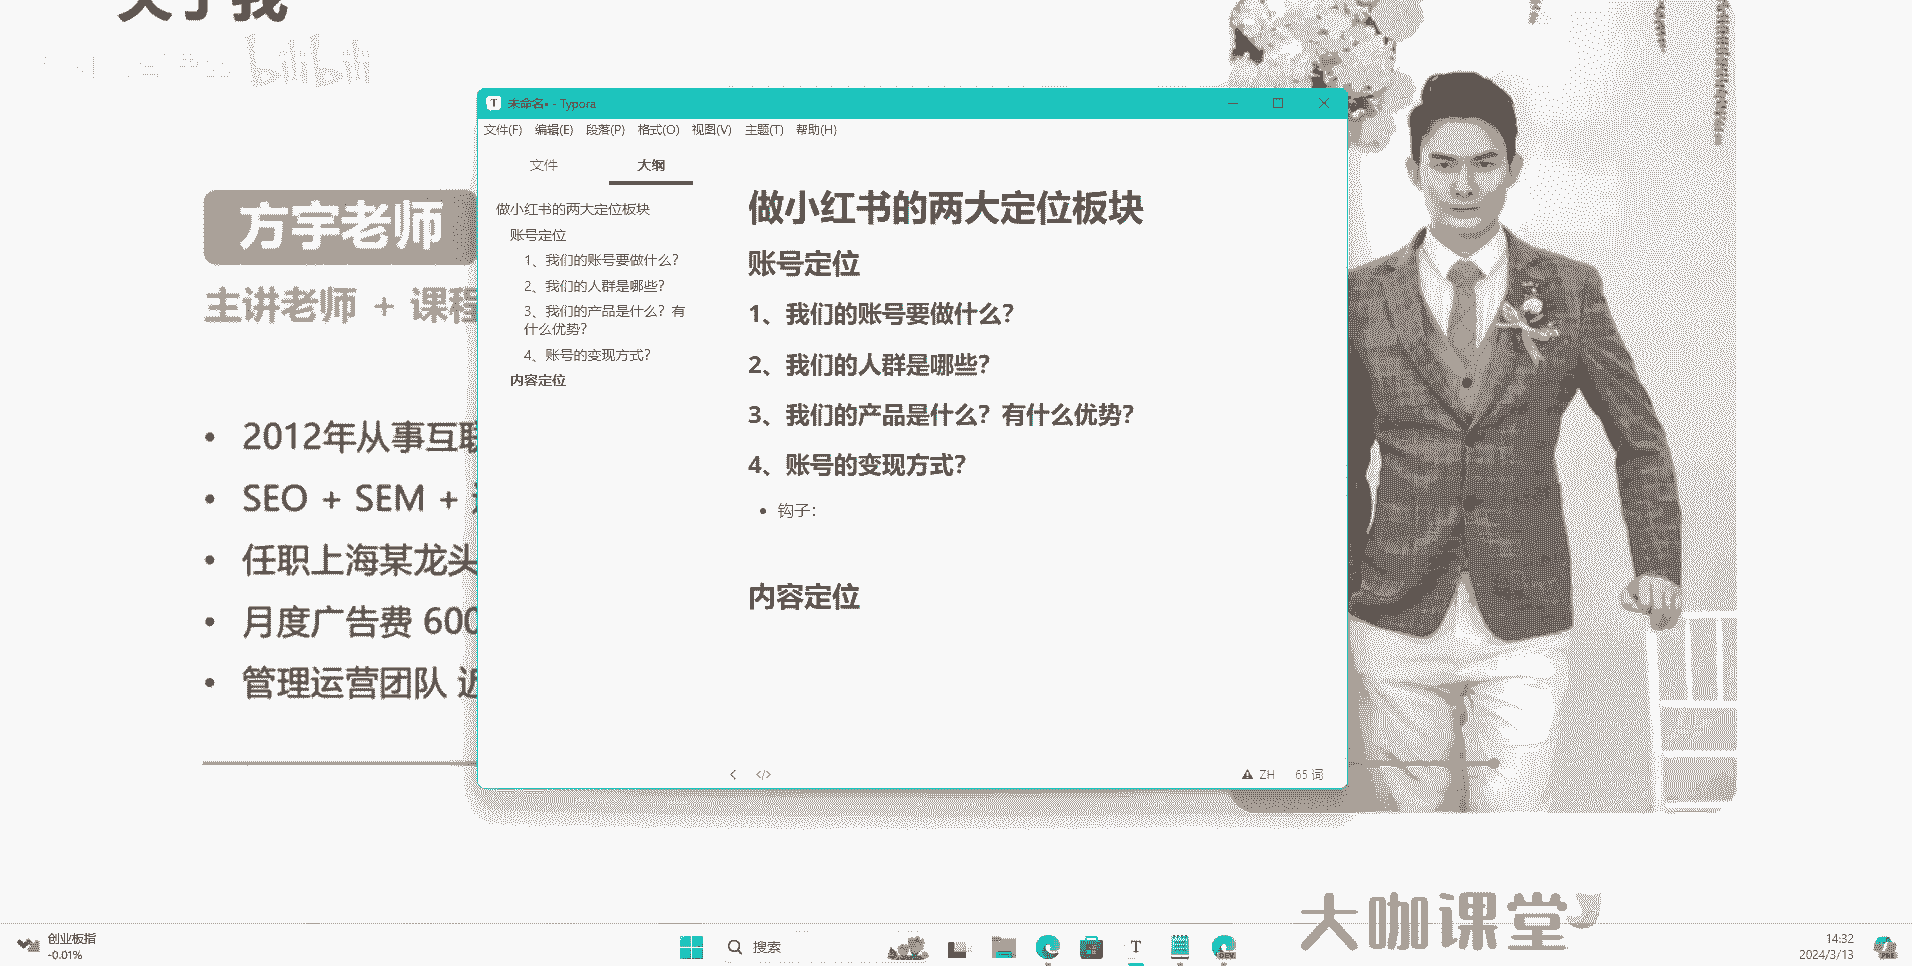 关于我
bilibili
方宇老师
主讲老师 + 课程
2012年从事互联
SEO + SEM +
任职上海某龙头
月度广告费 600
管理运营团队 近
未命名• - Typora
文件(F) 编辑(E) 段落(P) 格式(O) 视图(V) 主题(T) 帮助(H)
文件 大纲
做小红书的两大定位板块
账号定位
1、我们的账号要做什么？
2、我们的人群是哪些？
3、我们的产品是什么？有
什么优势？
4、账号的变现方式？
内容定位
做小红书的两大定位板块
账号定位
1、我们的账号要做什么？
2、我们的人群是哪些？
3、我们的产品是什么？有什么优势？
4、账号的变现方式？
钩子：
内容定位
ZH 65 词
大咖课堂
创业板指
-0.01%
搜索
DEV
14:32
2024/3/13
PRE